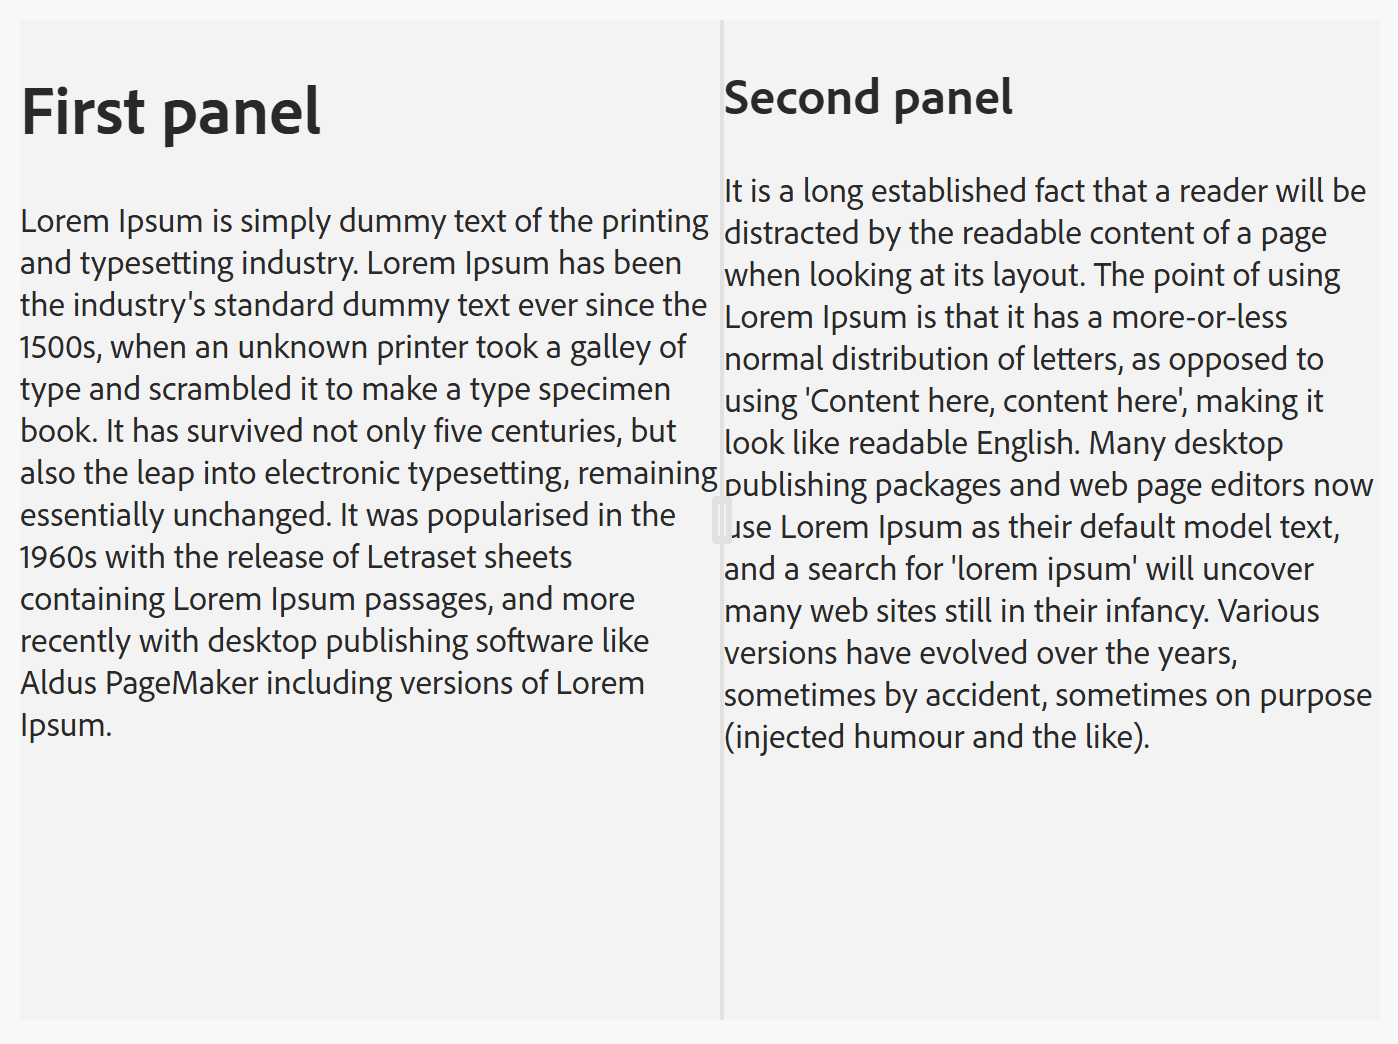 First panel
Lorem Ipsum is simply dummy text of the printing
and typesetting industry. Lorem Ipsum has been
the industry's standard dummy text ever since the
1500s, when an unknown printer took a galley of
type and scrambled it to make a type specimen
book. It has survived not only five centuries, but
also the leap into electronic typesetting, remaining
essentially unchanged. It was popularised in the
1960s with the release of Letraset sheets
containing Lorem Ipsum passages, and more
recently with desktop publishing software like
Aldus PageMaker including versions of Lorem
Ipsum.
Second panel
It is a long established fact that a reader will be
distracted by the readable content of a page
when looking at its layout. The point of using
Lorem Ipsum is that it has a more-or-less
normal distribution of letters, as opposed to
using 'Content here, content here', making it
look like readable English. Many desktop
publishing packages and web page editors now
use Lorem Ipsum as their default model text,
and a search for 'lorem ipsum' will uncover
many web sites still in their infancy. Various
versions have evolved over the years,
sometimes by accident, sometimes on purpose
(injected humour and the like).